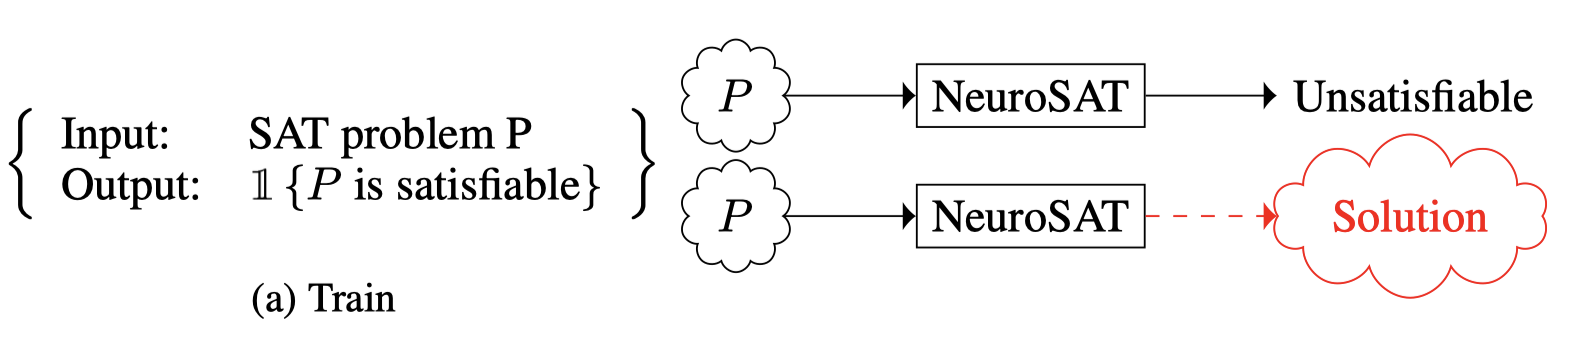 Input: SAT problem P
Output: 𝟙 {P is satisfiable}
(a) Train
P NeuroSAT Unsatisfiable
P NeuroSAT Solution